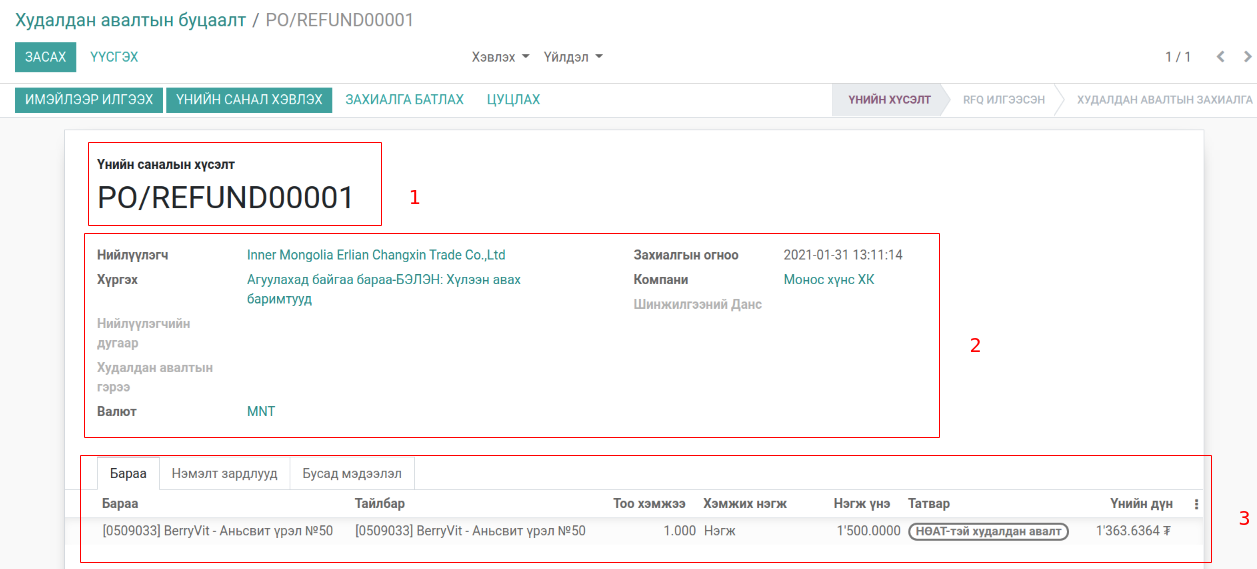 Худалдан авалтын буцаалт / PO/REFUND00001
ЗАСАХ ҮҮСГЭХ Хэвлэх Үйлдэл 1 / 1
ИМЭЙЛЭЭР ИЛГЭЭХ ҮНИЙН САНАЛ ХЭВЛЭХ ЗАХИАЛГА БАТЛАХ ЦУЦЛАХ ҮНИЙН ХҮСЭЛТ RFQ ИЛГЭЭСЭН ХУДАЛДАН АВАЛТЫН ЗАХИАЛГА
Үнийн саналын хүсэлт
PO/REFUND00001
1
Нийлүүлэгч Inner Mongolia Erlian Changxin Trade Co.,Ltd Захиалгын огноо 2021-01-31 13:11:14
Хүргэх Агуулахад байгаа бараа-БЭЛЭН: Хүлээн авах Компани Монос хүнс ХК
баримтууд Шинжилгээний Данс
Нийлүүлэгчийн
дугаар
2
Худалдан авалтын
гэрээ
Валют MNT
Бараа Нэмэлт зардлууд Бусад мэдээлэл
Бараа Тайлбар Тоо хэмжээ Хэмжих нэгж Нэгж үнэ Татвар Үнийн дүн
3
[0509033] BerryVit - Аньсвит үрэл №50 [0509033] BerryVit - Аньсвит үрэл №50 1.000 Нэгж 1'500.0000 НӨАТ-тэй худалдан авалт 1'363.6364 ₮